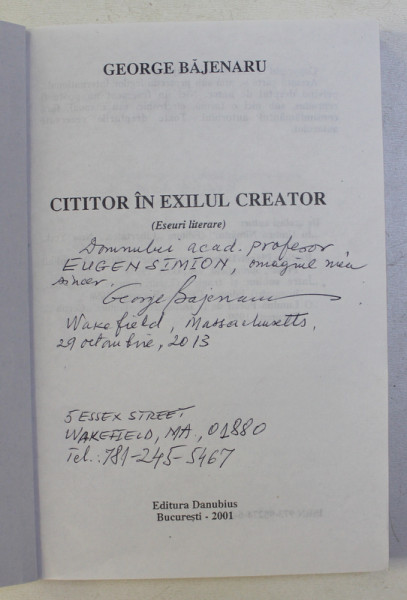 GEORGE BĂJENARU
CITITOR ÎN EXILUL CREATOR
(Eseuri literare)
Domnului acad. profesor
EUGEN SIMION, omagiul meu
sincer.
George Băjenaru
Wakefield, Massachusetts,
29 octombrie, 2013
5 ESSEX STREET
WAKEFIELD, MA., 01880
Tel.: 781-245-5467
Editura Danubius
Bucureşti - 2001